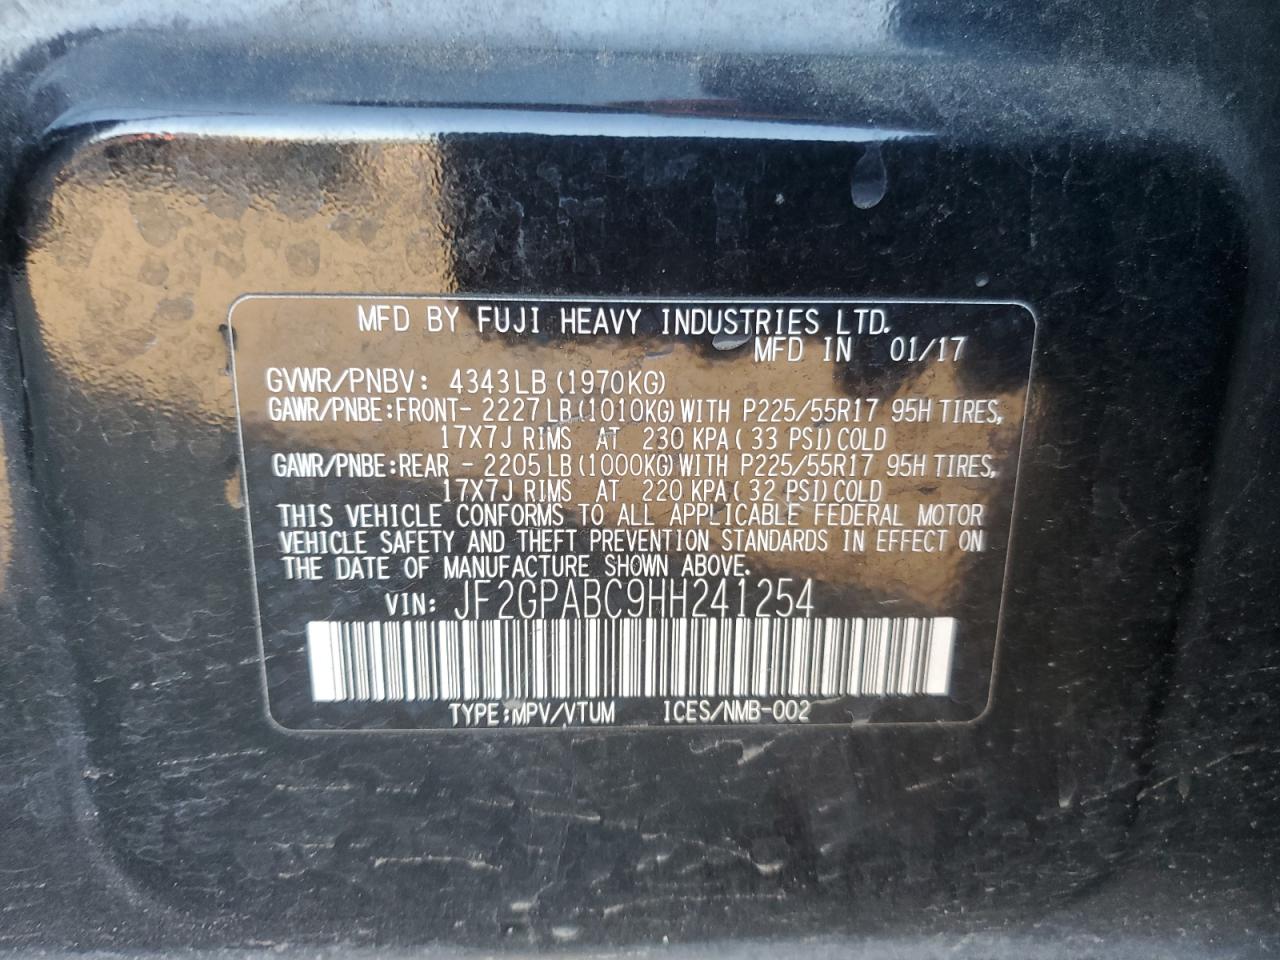 MFD BY FUJI HEAVY INDUSTRIES LTD.
MFD IN 01/17
GVWR/PNBV: 4343LB(1970KG)
GAWR/PNBE:FRONT- 2227LB(1010KG)WITH P225/55R17 95H TIRES,
17X7J RIMS AT 230 KPA(33 PSI)COLD
GAWR/PNBE:REAR - 2205LB(1000KG)WITH P225/55R17 95H TIRES,
17X7J RIMS AT 220 KPA(32 PSI)COLD
THIS VEHICLE CONFORMS TO ALL APPLICABLE FEDERAL MOTOR
VEHICLE SAFETY AND THEFT PREVENTION STANDARDS IN EFFECT ON
THE DATE OF MANUFACTURE SHOWN ABOVE.
VIN: JF2GPABC9HH241254
TYPE:MPV/VTUM ICES/NMB-002